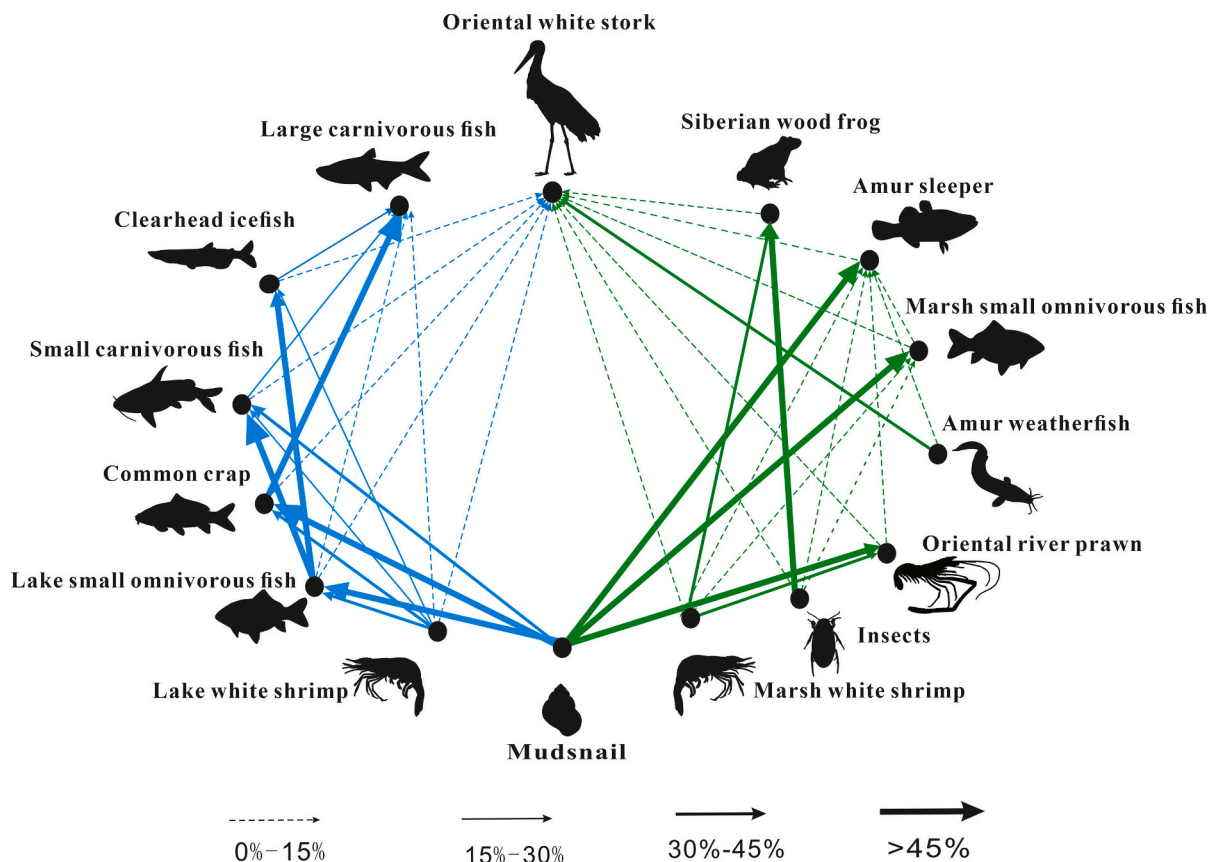 Oriental white stork
Large carnivorous fish
Siberian wood frog
Clearhead icefish
Amur sleeper
Small carnivorous fish
Marsh small omnivorous fish
Common crap
Amur weatherfish
Lake small omnivorous fish
Oriental river prawn
Insects
Lake white shrimp
Marsh white shrimp
Mudsnail
0%-15%
15%-30%
30%-45%
>45%